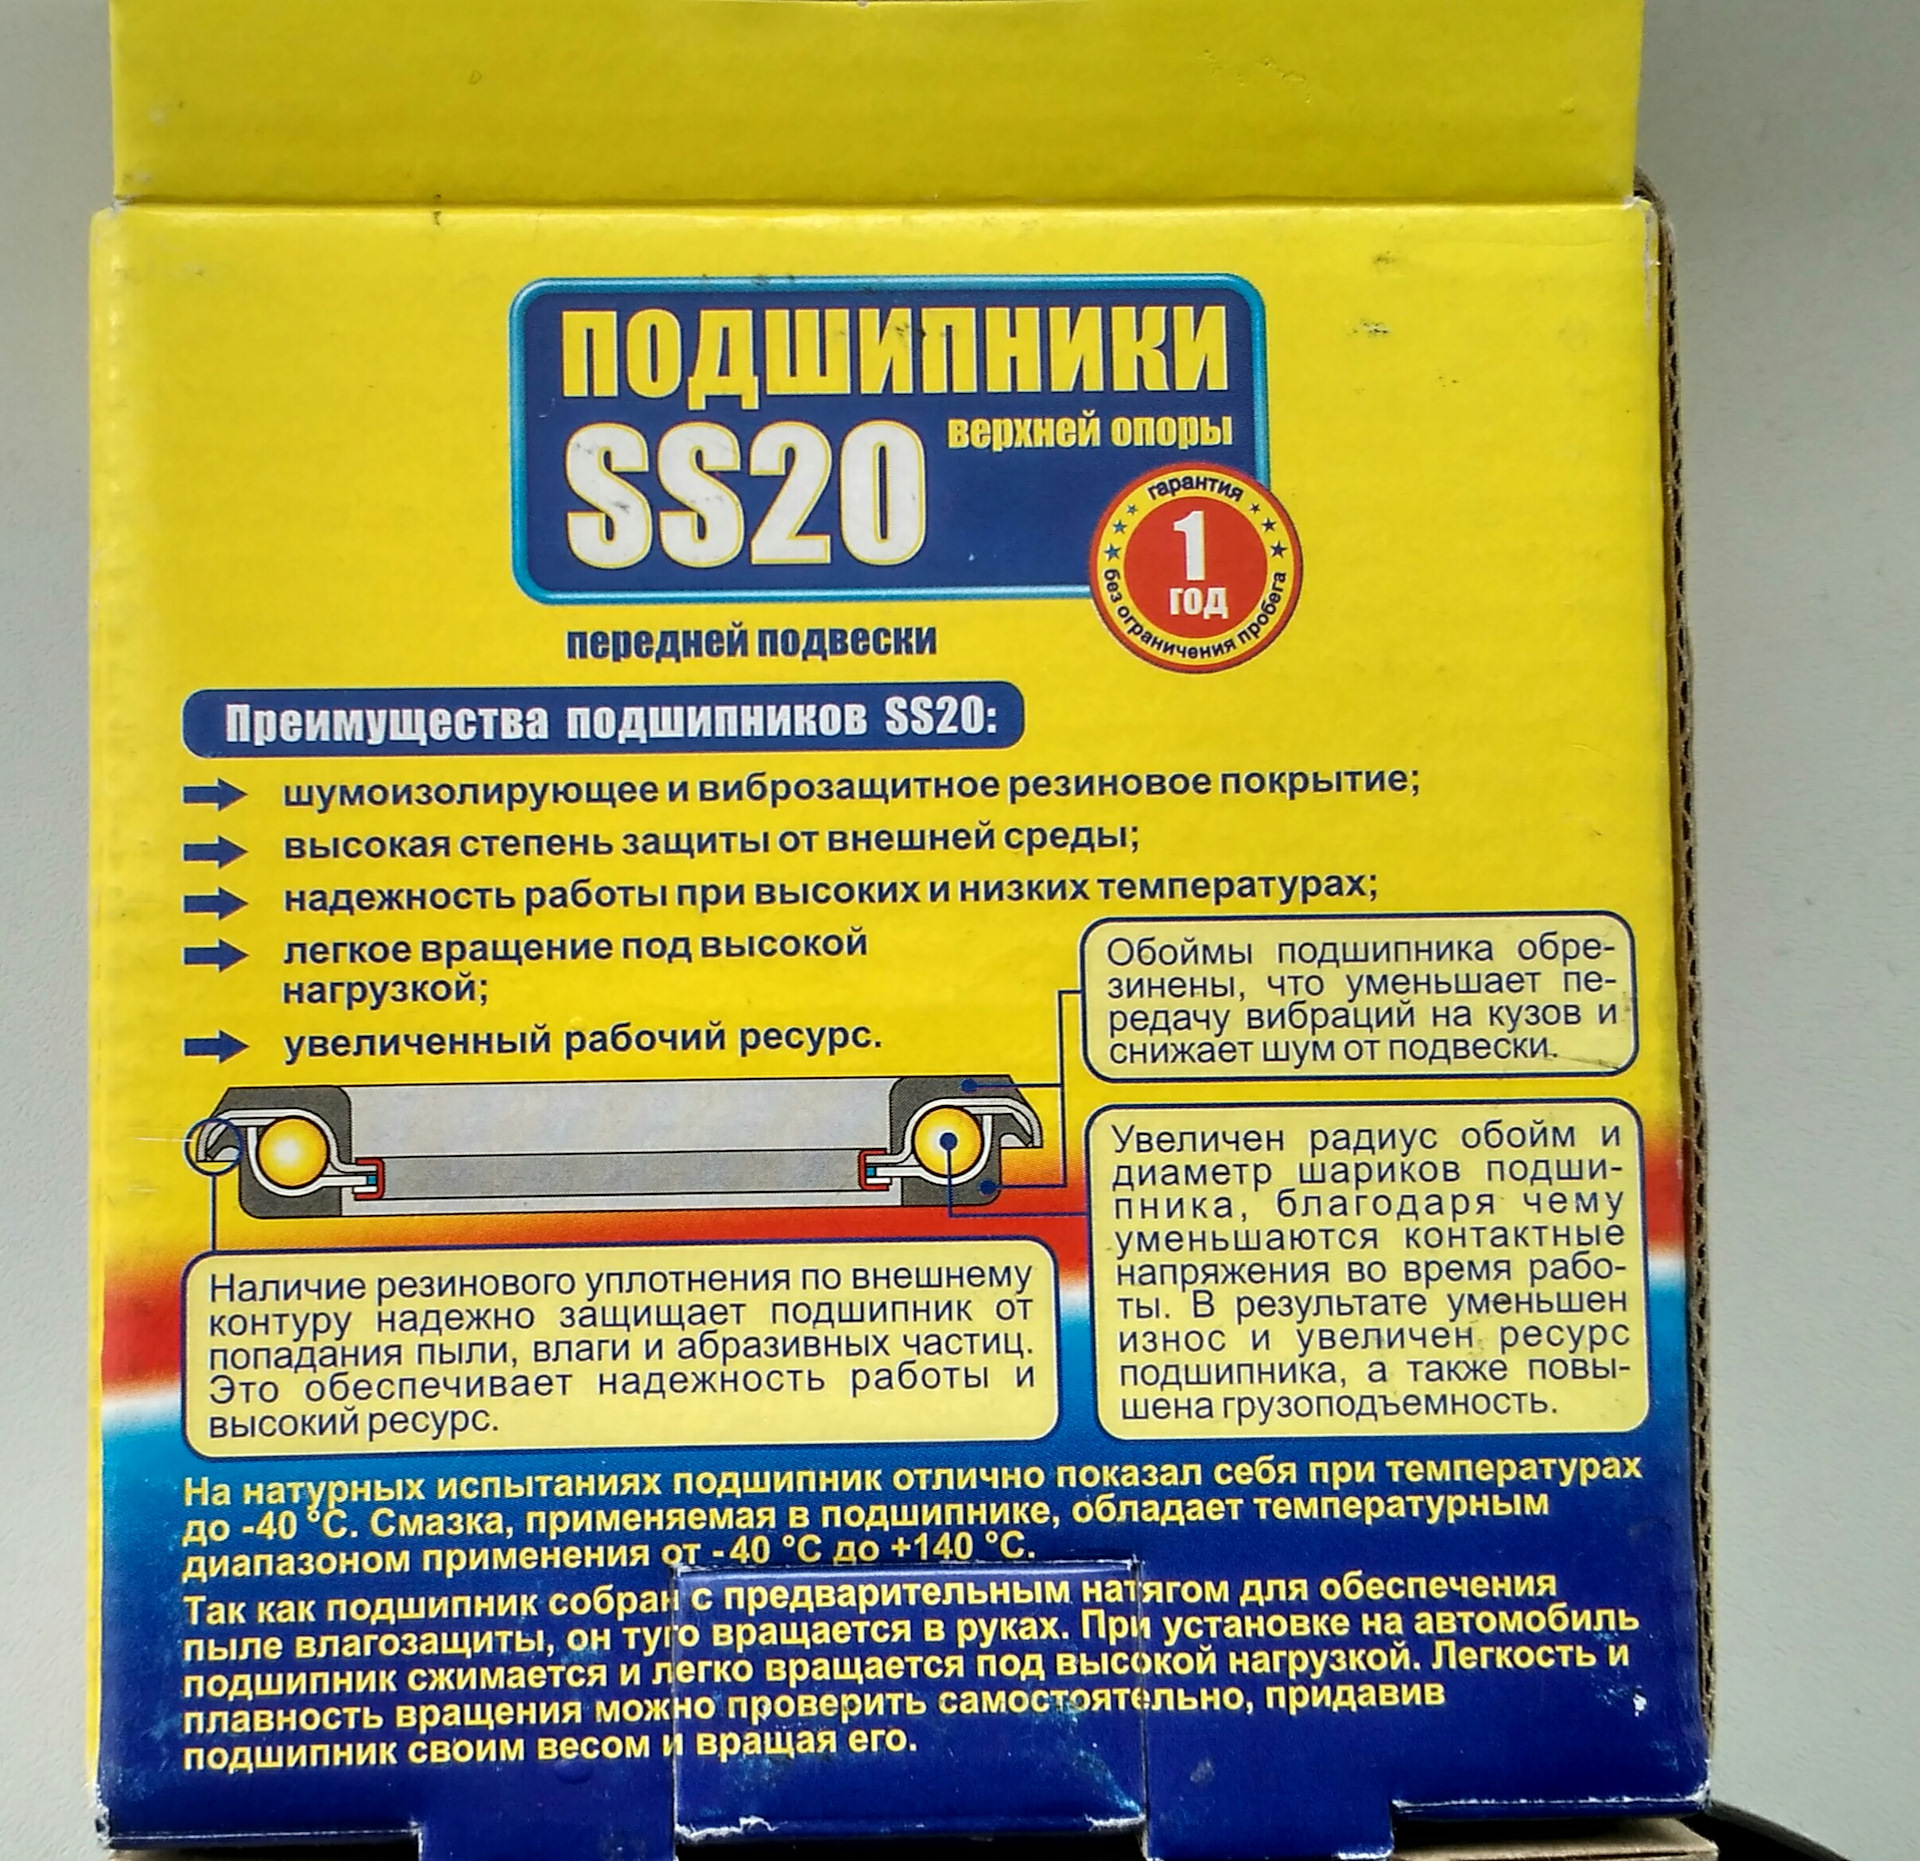 ПОДШИПНИКИ
SS20 верхней опоры
гарантия
1
год
без ограничения пробега
передней подвески
Преимущества подшипников SS20:
шумоизолирующее и виброзащитное резиновое покрытие;
высокая степень защиты от внешней среды;
надежность работы при высоких и низких температурах;
легкое вращение под высокой
нагрузкой;
увеличенный рабочий ресурс.
Обоймы подшипника обре-
зинены, что уменьшает пе-
редачу вибраций на кузов и
снижает шум от подвески.
Увеличен радиус обойм и
диаметр шариков подши-
пника, благодаря чему
уменьшаются контактные
напряжения во время рабо-
ты. В результате уменьшен
износ и увеличен ресурс
подшипника, а также повы-
шена грузоподъемность.
Наличие резинового уплотнения по внешнему
контуру надежно защищает подшипник от
попадания пыли, влаги и абразивных частиц.
Это обеспечивает надежность работы и
высокий ресурс.
На натурных испытаниях подшипник отлично показал себя при температурах
до -40 °С. Смазка, применяемая в подшипнике, обладает температурным
диапазоном применения от -40 °С до +140 °С.
Так как подшипник собран с предварительным натягом для обеспечения
пыле влагозащиты, он туго вращается в руках. При установке на автомобиль
подшипник сжимается и легко вращается под высокой нагрузкой. Легкость и
плавность вращения можно проверить самостоятельно, придавив
подшипник своим весом и вращая его.